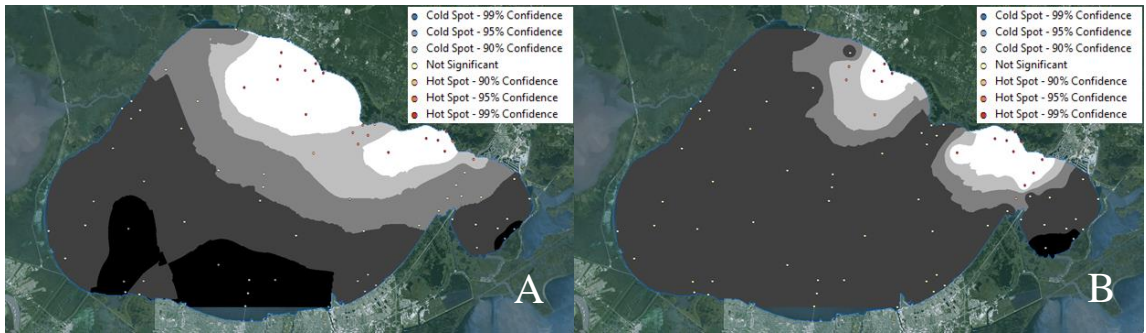 Cold Spot - 99% Confidence
Cold Spot - 95% Confidence
Cold Spot - 90% Confidence
Not Significant
Hot Spot - 90% Confidence
Hot Spot - 95% Confidence
Hot Spot - 99% Confidence
A
Cold Spot - 99% Confidence
Cold Spot - 95% Confidence
Cold Spot - 90% Confidence
Not Significant
Hot Spot - 90% Confidence
Hot Spot - 95% Confidence
Hot Spot - 99% Confidence
B